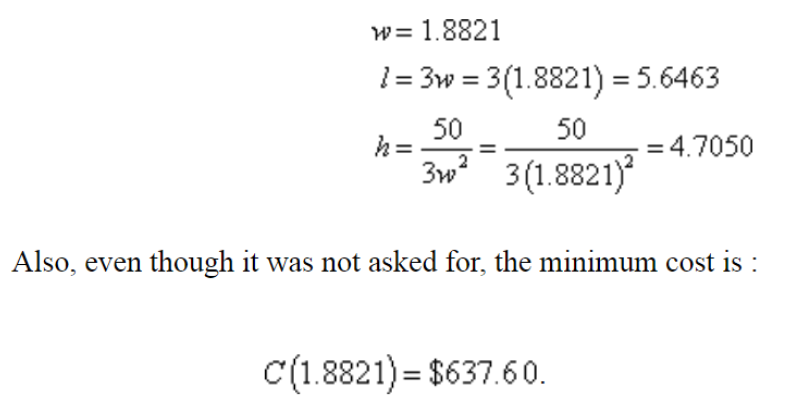 w = 1.8821
l = 3w = 3(1.8821) = 5.6463
h = 50/3w² = 50/3(1.8821)² = 4.7050
Also, even though it was not asked for, the minimum cost is :
C(1.8821) = $637.60.